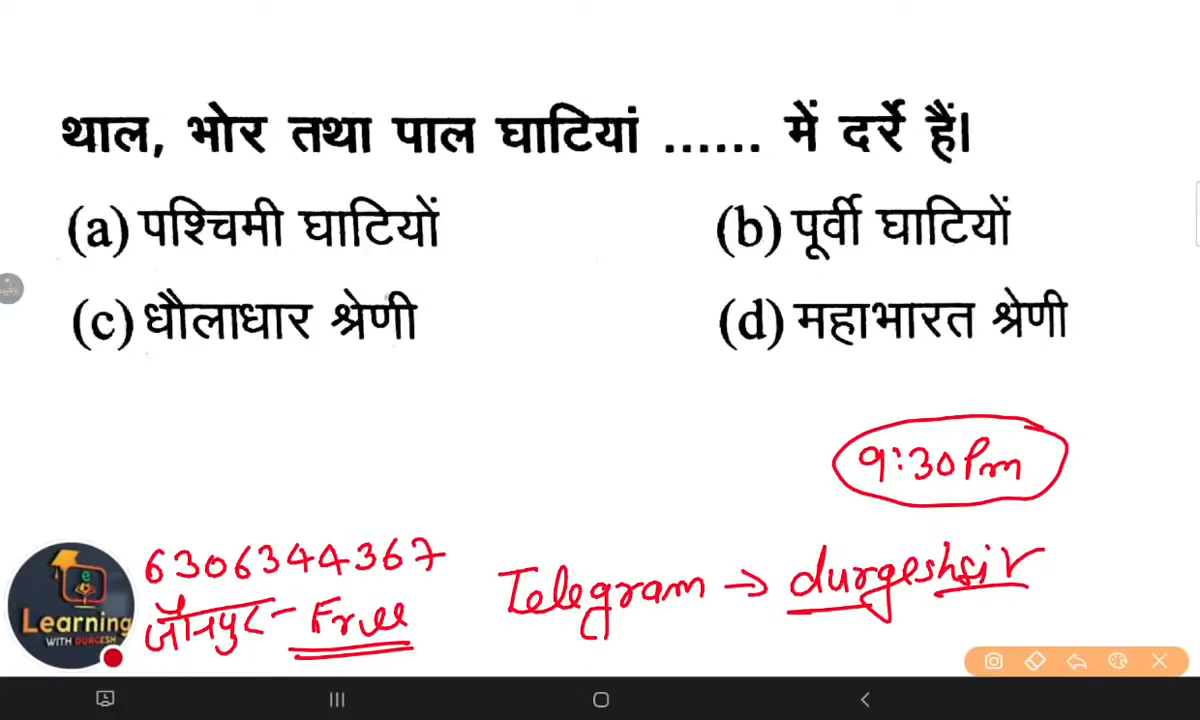 थाल, भोर तथा पाल घाटियां ...... में दर्रे हैं।
(a) पश्चिमी घाटियों (b) पूर्वी घाटियों
(c) धौलाधार श्रेणी (d) महाभारत श्रेणी
9:30 Pm
6306344367
जौनपुर - Free
Telegram → durgeshsir
e
Learning
WITH DURGESH